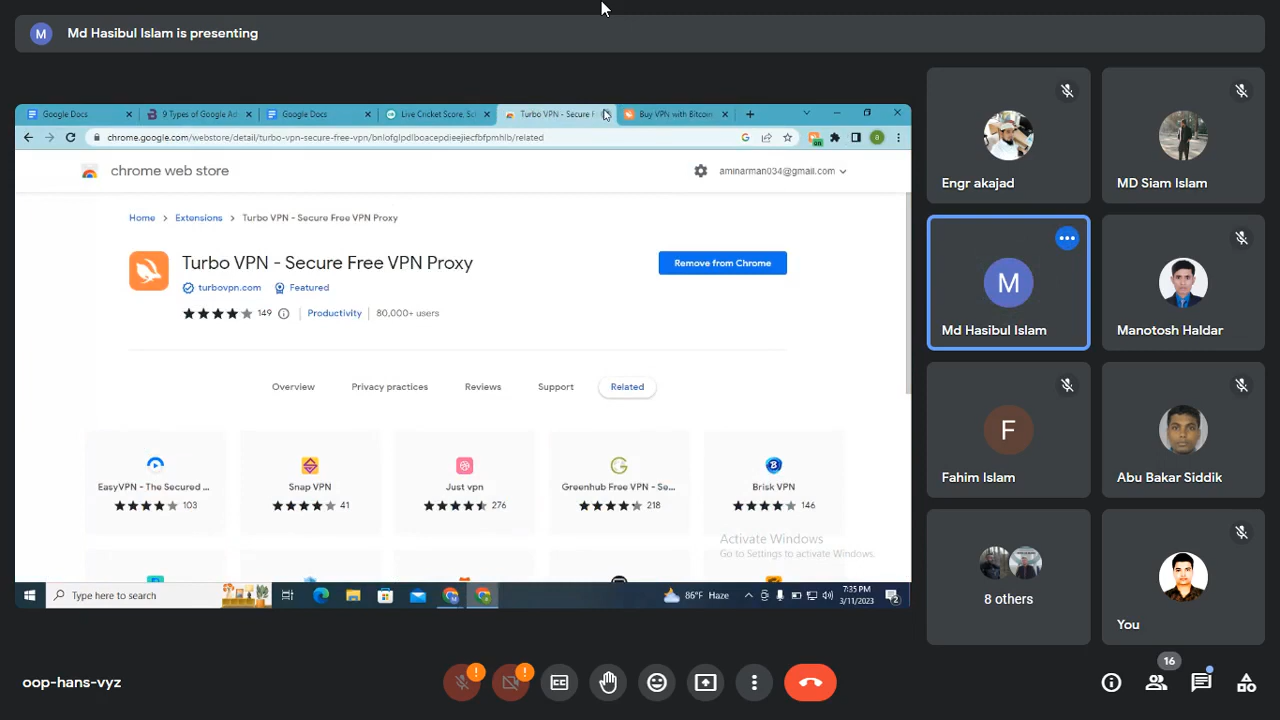 M
Md Hasibul Islam is presenting
Google Docs
9 Types of Google Ad
Google Docs
Live Cricket Score, Sc
Turbo VPN - Secure F
Buy VPN with Bitcoin
chrome.google.com/webstore/detail/turbo-vpn-secure-free-vpn/bnlofglpdlboacepdieejiecfbfpmhlb/related
chrome web store
aminarman034@gmail.com
Home > Extensions > Turbo VPN - Secure Free VPN Proxy
Turbo VPN - Secure Free VPN Proxy
Remove from Chrome
turbovpn.com
Featured
149
Productivity
80,000+ users
Overview
Privacy practices
Reviews
Support
Related
EasyVPN - The Secured ...
103
Snap VPN
41
Just vpn
276
Greenhub Free VPN - Se...
218
Brisk VPN
146
Activate Windows
Go to Settings to activate Windows.
Type here to search
86°F Haze
7:35 PM
3/11/2023
2
Engr akajad
MD Siam Islam
M
Md Hasibul Islam
Manotosh Haldar
F
Fahim Islam
Abu Bakar Siddik
8 others
You
oop-hans-vyz
16